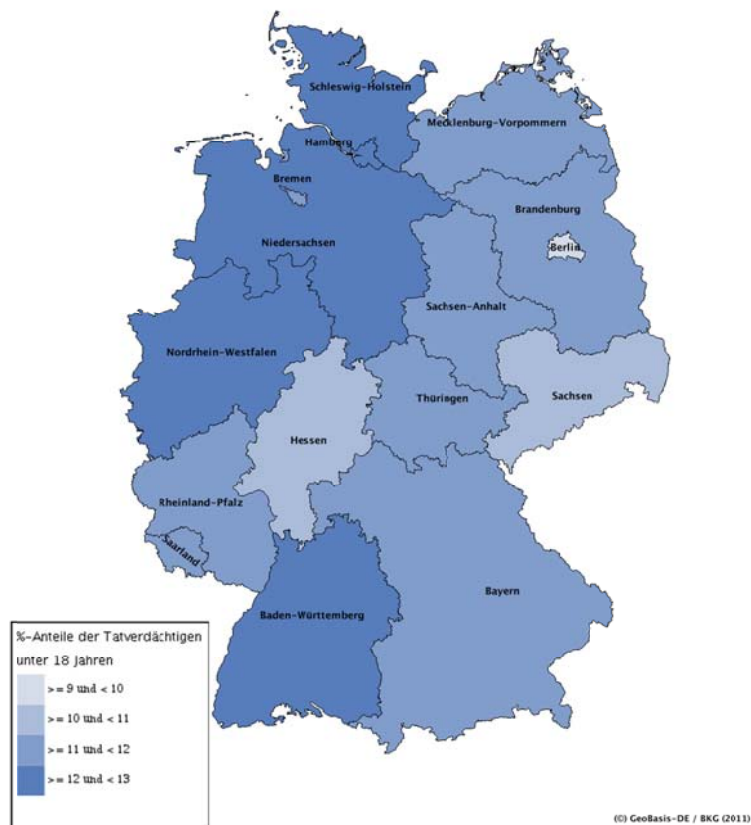 Schleswig-Holstein
Mecklenburg-Vorpommern
Hamberg
Bremen
Brandenburg
Niedersachsen
Berlin
Sachsen-Anhalt
Nordrhein-Westfalen
Thüringen
Sachsen
Hessen
Rheinland-Pfalz
Saarland
Bayern
Baden-Württemberg
%-Anteile der Tatverdächtigen
unter 18 Jahren
>= 9 und < 10
>= 10 und < 11
>= 11 und < 12
>= 12 und < 13
(C) GeoBasis-DE / BKG (2011)